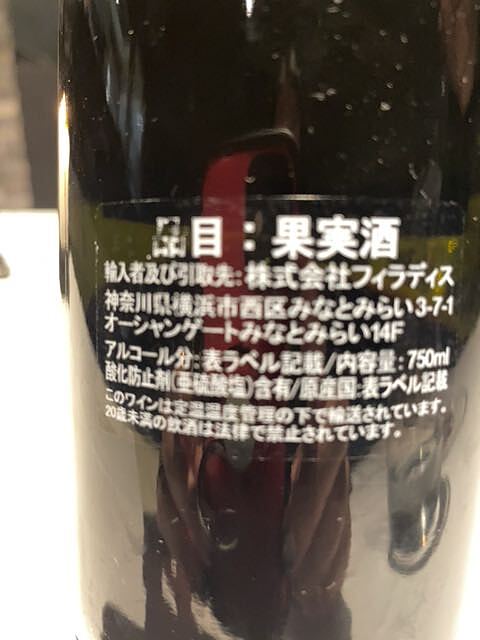 品目：果実酒
輸入者及び引取先：株式会社フィラディス
神奈川県横浜市西区みなとみらい3-7-1
オーシャンゲートみなとみらい14F
アルコール分：表ラベル記載/内容量：750ml
酸化防止剤(亜硫酸塩)含有/原産国：表ラベル記載
このワインは定温温度管理の下で輸送されています。
20歳未満の飲酒は法律で禁止されています。